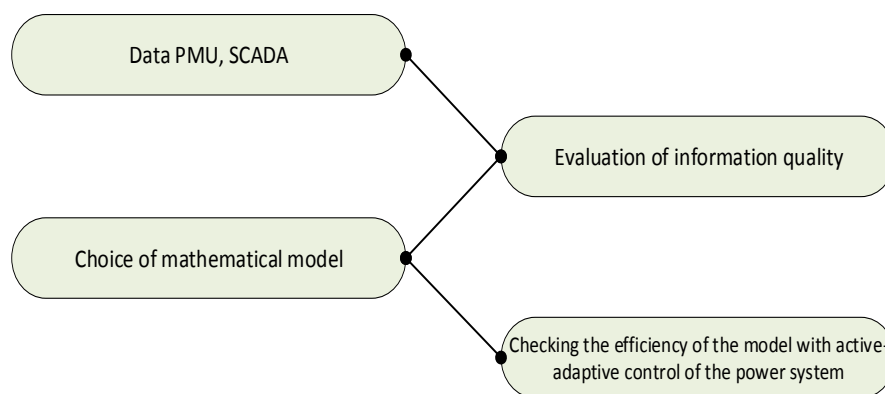 Data PMU, SCADA
Evaluation of information quality
Choice of mathematical model
Checking the efficiency of the model with active-
adaptive control of the power system